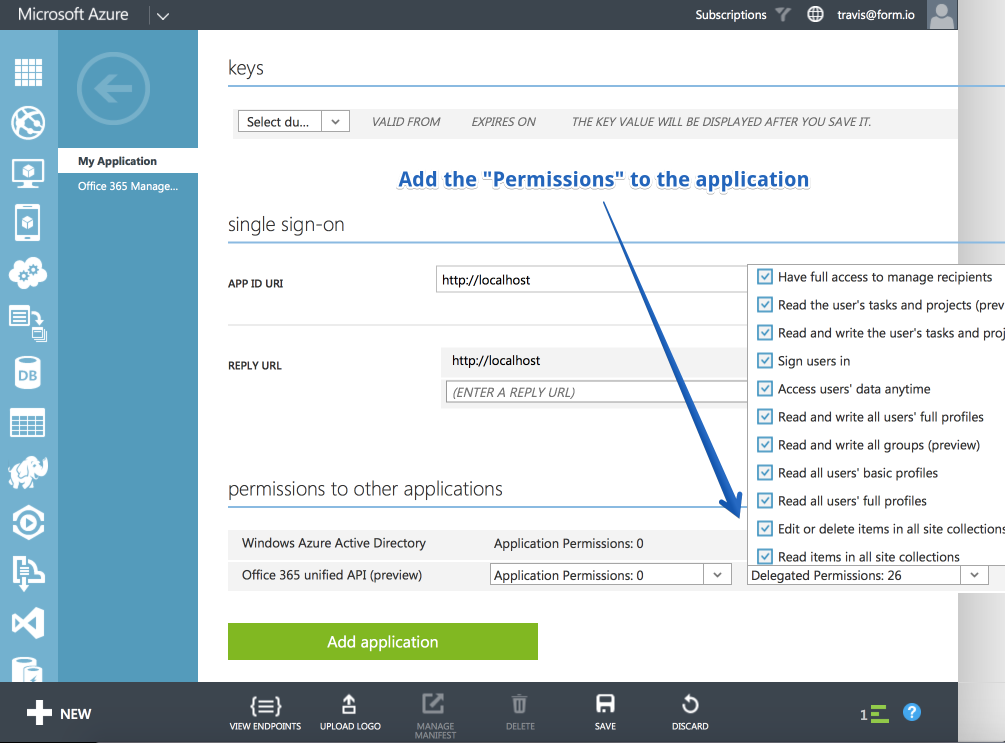 Microsoft Azure
Subscriptions
travis@form.io
keys
Select du...
VALID FROM
EXPIRES ON
THE KEY VALUE WILL BE DISPLAYED AFTER YOU SAVE IT.
My Application
Office 365 Manage...
Add the "Permissions" to the application
single sign-on
APP ID URI
http://localhost
Have full access to manage recipients
Read the user's tasks and projects (prev
Read and write the user's tasks and proj
Sign users in
Access users' data anytime
Read and write all users' full profiles
Read and write all groups (preview)
Read all users' basic profiles
Read all users' full profiles
Edit or delete items in all site collections
Read items in all site collections
REPLY URL
http://localhost
(ENTER A REPLY URL)
DB
permissions to other applications
Windows Azure Active Directory
Application Permissions: 0
Office 365 unified API (preview)
Application Permissions: 0
Delegated Permissions: 26
Add application
NEW
VIEW ENDPOINTS
UPLOAD LOGO
MANAGE
MANIFEST
DELETE
SAVE
DISCARD
1
?